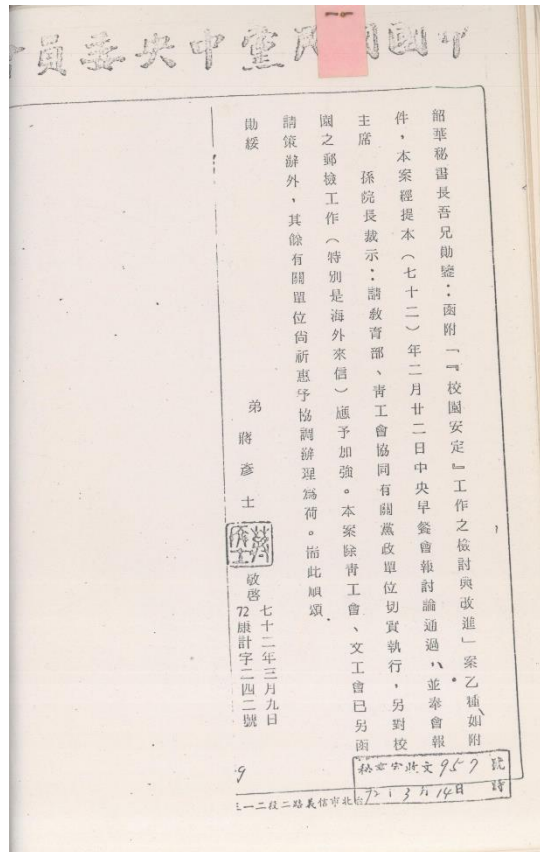 中國國民黨中央委員會
韶華秘書長吾兄勛鑒：函附「『校園安定』工作之檢討與改進」案乙種如附
件，本案經提本（七十二）年二月廿二日中央早餐會報討論通過，並奉會報
主席　孫院長裁示：請教育部、青工會協同有關黨政單位切實執行，另對校
園之郵檢工作（特別是海外來信）應予加強。本案除青工會、文工會已另函
請策辦外，其餘有關單位尚祈惠予協調辦理為荷。耑此順頌
勛綏
弟　蔣彥士　敬啓
七十二年三月九日
72康計字二四二號
秘書室收文957號
72 3 14日 時
台北市信義路二段二一三